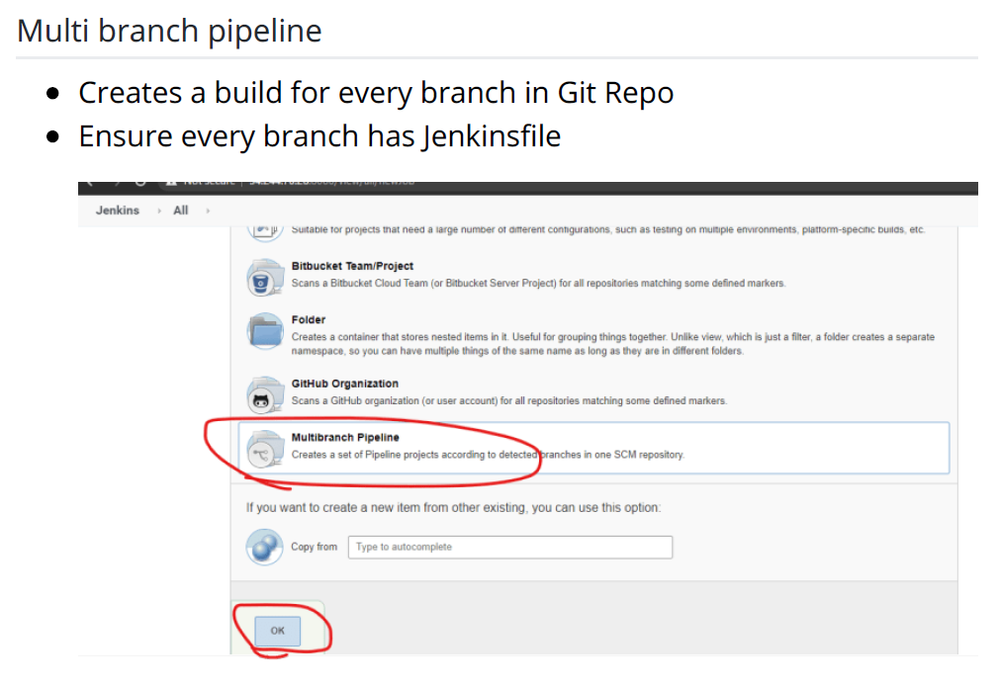 Multi branch pipeline
Creates a build for every branch in Git Repo
Ensure every branch has Jenkinsfile
Not secure
Jenkins All
Suitable for projects that need a large number of different configurations, such as testing on multiple environments, platform-specific builds, etc.
Bitbucket Team/Project
Scans a Bitbucket Cloud Team (or Bitbucket Server Project) for all repositories matching some defined markers.
Folder
Creates a container that stores nested items in it. Useful for grouping things together. Unlike view, which is just a filter, a folder creates a separate
namespace, so you can have multiple things of the same name as long as they are in different folders.
GitHub Organization
Scans a GitHub organization (or user account) for all repositories matching some defined markers.
Multibranch Pipeline
Creates a set of Pipeline projects according to detected branches in one SCM repository.
If you want to create a new item from other existing, you can use this option:
Copy from Type to autocomplete
OK